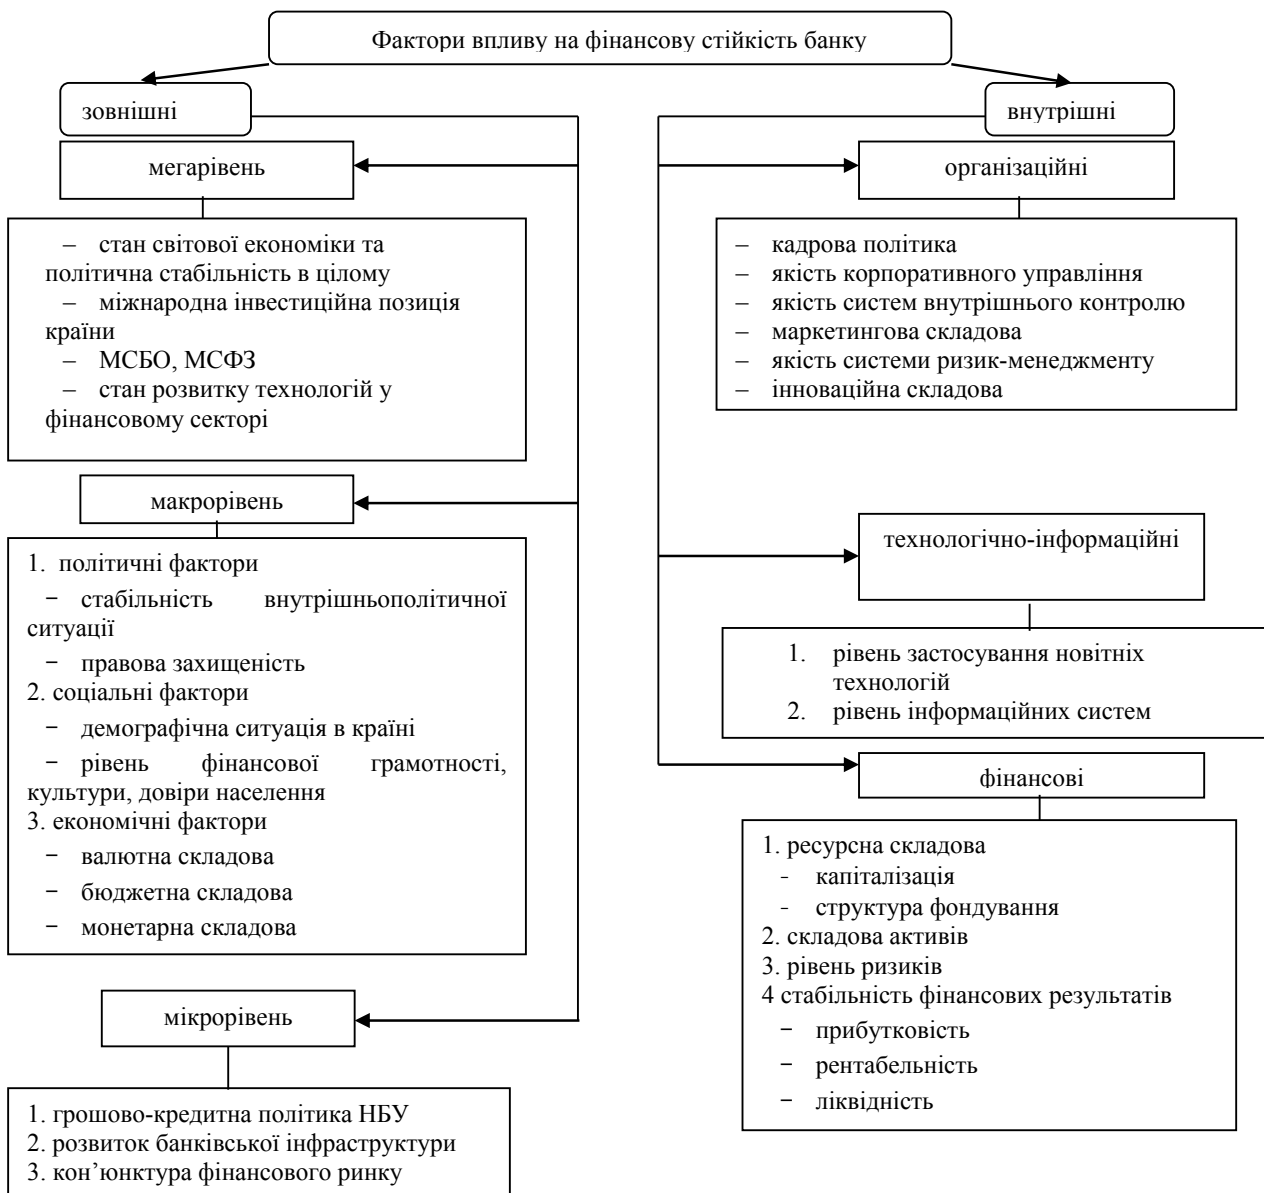 Фактори впливу на фінансову стійкість банку
зовнішні
мегарівень
– стан світової економіки та
політична стабільність в цілому
– міжнародна інвестиційна позиція
країни
– МСБО, МСФЗ
– стан розвитку технологій у
фінансовому секторі
макрорівень
1. політичні фактори
− стабільність внутрішньополітичної
ситуації
− правова захищеність
2. соціальні фактори
− демографічна ситуація в країні
− рівень фінансової грамотності,
культури, довіри населення
3. економічні фактори
− валютна складова
− бюджетна складова
− монетарна складова
мікрорівень
1. грошово-кредитна політика НБУ
2. розвиток банківської інфраструктури
3. кон’юнктура фінансового ринку
внутрішні
організаційні
– кадрова політика
– якість корпоративного управління
– якість систем внутрішнього контролю
– маркетингова складова
– якість системи ризик-менеджменту
– інноваційна складова
технологічно-інформаційні
1. рівень застосування новітніх
технологій
2. рівень інформаційних систем
фінансові
1. ресурсна складова
- капіталізація
- структура фондування
2. складова активів
3. рівень ризиків
4 стабільність фінансових результатів
− прибутковість
− рентабельність
− ліквідність